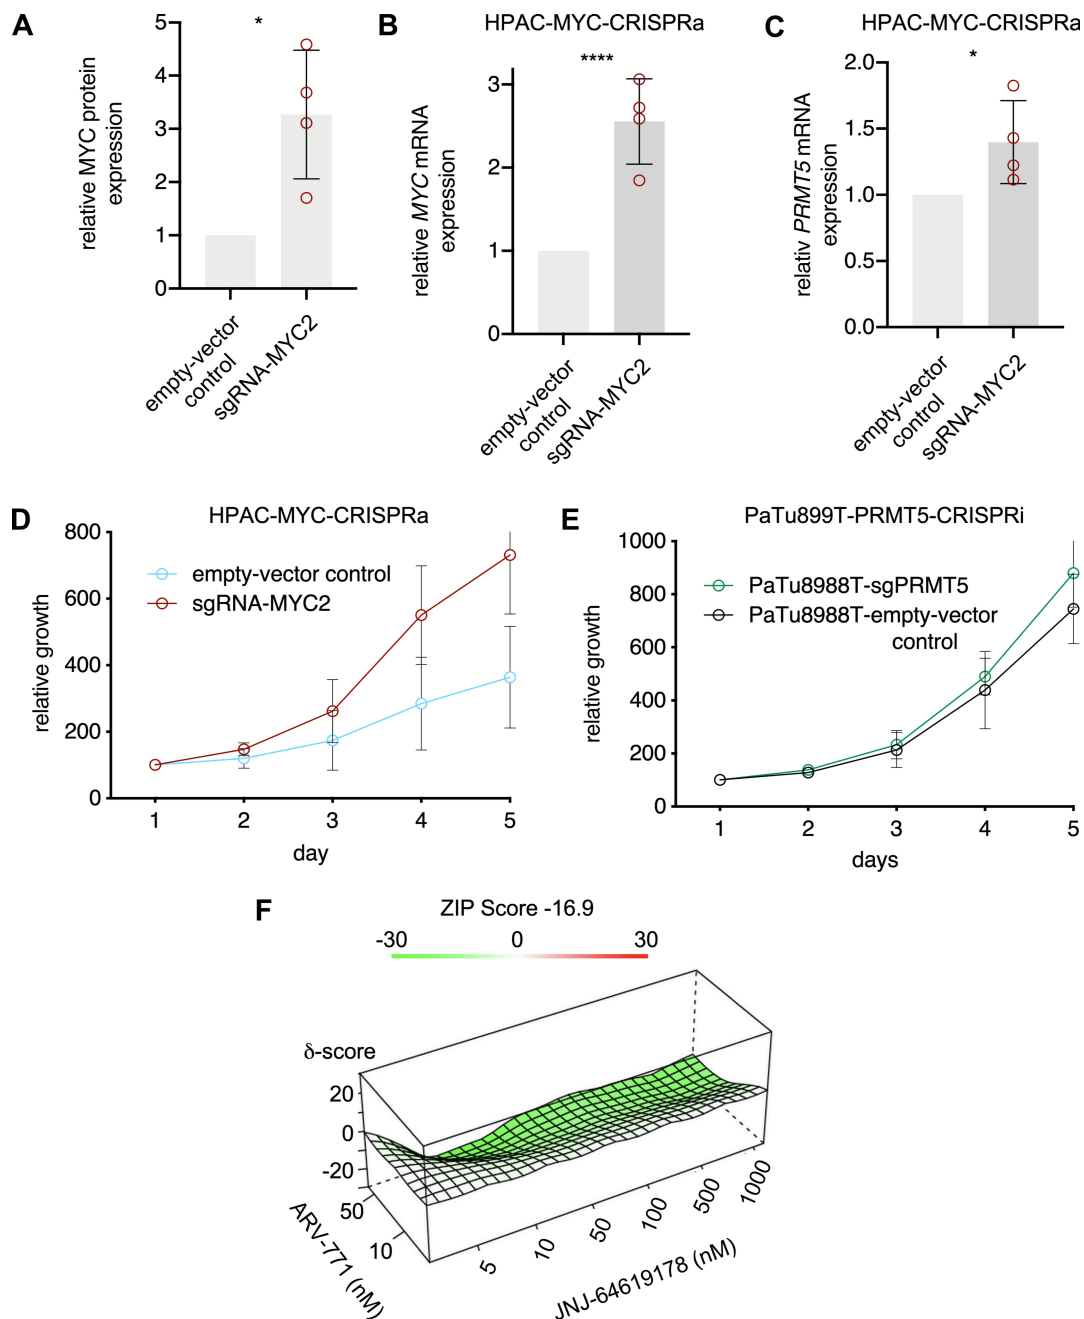 A
*
relative MYC protein
expression
5
4
3
2
1
0
empty-vector
control
sgRNA-MYC2
B
HPAC-MYC-CRISPRa
****
relative MYC mRNA
expression
3
2
1
0
empty-vector
control
sgRNA-MYC2
C
HPAC-MYC-CRISPRa
*
relativ PRMT5 mRNA
expression
2.0
1.5
1.0
0.5
0.0
empty-vector
control
sgRNA-MYC2
D
HPAC-MYC-CRISPRa
relative growth
800
600
400
200
0
empty-vector control
sgRNA-MYC2
1 2 3 4 5
day
E
PaTu899T-PRMT5-CRISPRi
relative growth
1000
800
600
400
200
0
PaTu8988T-sgPRMT5
PaTu8988T-empty-vector
control
1 2 3 4 5
days
F
ZIP Score -16.9
-30 0 30
δ-score
20
0
-20
50
10
ARV-771 (nM)
5 10 50 100 500 1000
JNJ-64619178 (nM)